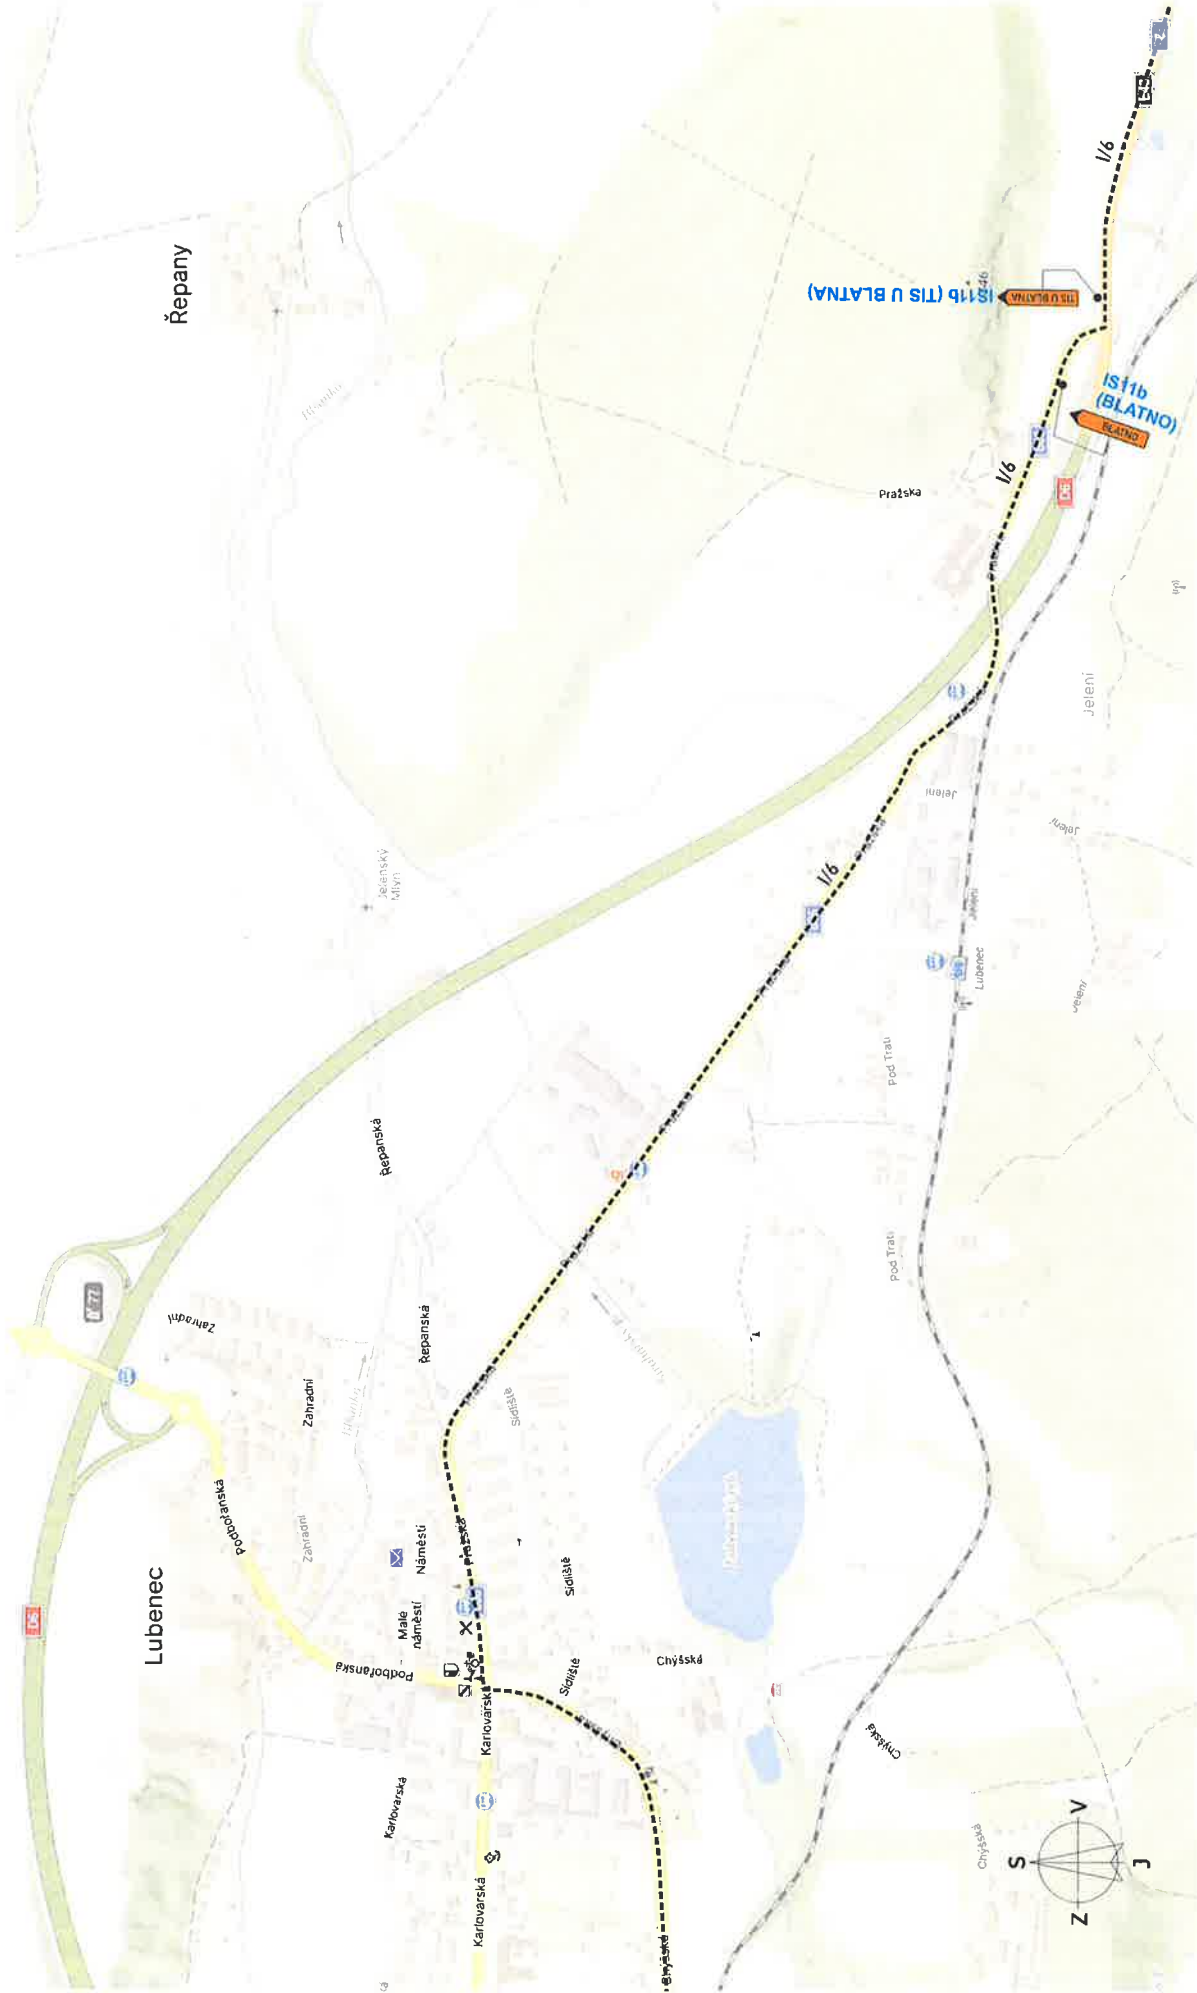 Řepany
Lubenec
D6
Podbořanská
Podbořanská
Zahradní
Zahradní
Zahradní
Řepanská
Řepanská
Jelenský
Mlýn
Náměstí
Malé
náměstí
Pražská
Pražská
Sídliště
Sídliště
Sídliště
Karlovarská
Karlovarská
Karlovarská
Chýšská
Chýšská
Chýšská
Chýšská
Pod Tratí
Pod Tratí
Lubenec
Jelení
Jelení
Jelení
Jelení
Jelení
I/6
I/6
I/6
D6
IS11b (TIS U BLATNA)
TIS U BLATNA
IS11b
(BLATNO)
BLATNO
S
V
J
Z